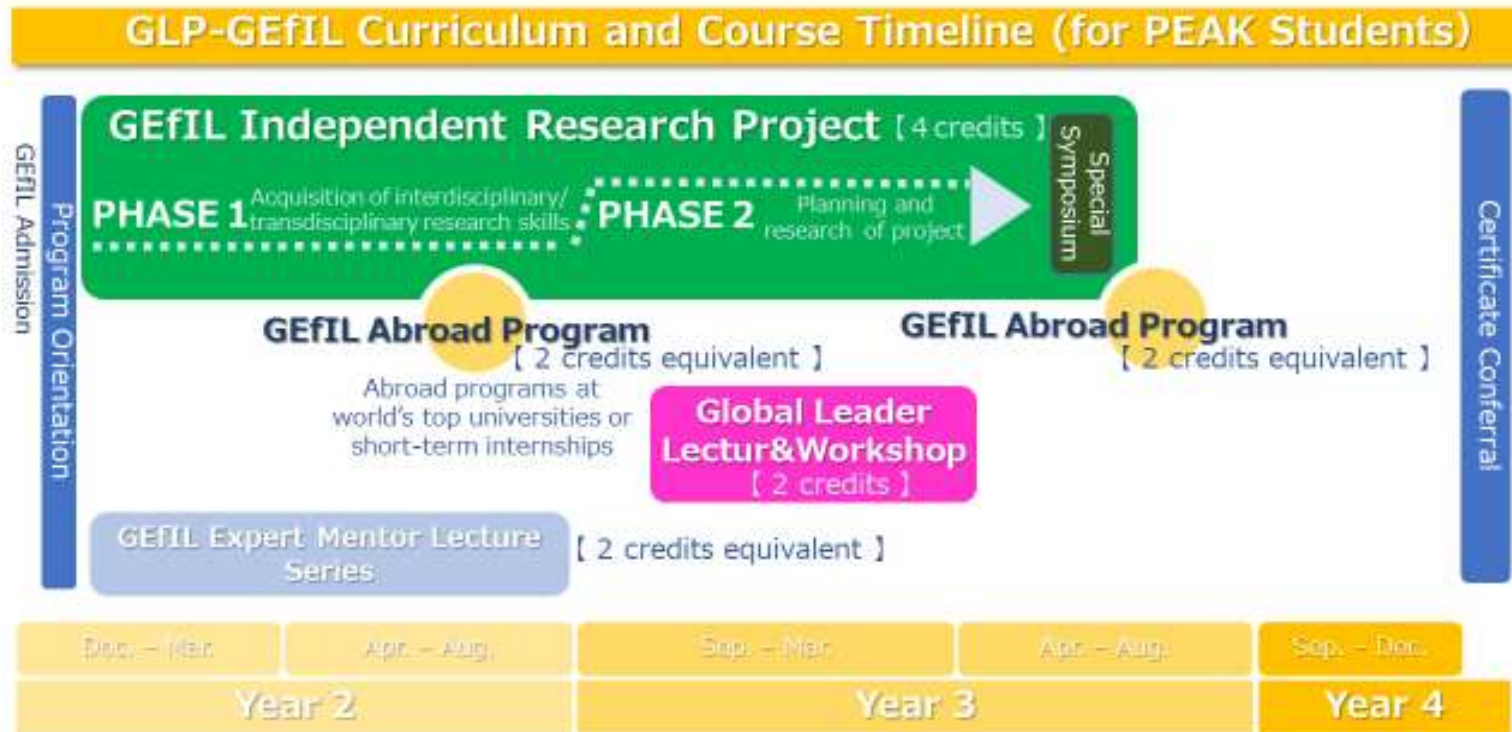 GLP-GEfIL Curriculum and Course Timeline (for PEAK Students)
GEfIL Admission
Program Orientation
GEfIL Independent Research Project【4 credits】
PHASE 1
Acquisition of interdisciplinary/
transdisciplinary research skills
PHASE 2
Planning and
research of project
Special
Symposium
GEfIL Abroad Program
【 2 credits equivalent 】
Abroad programs at
world's top universities or
short-term internships
GEfIL Abroad Program
【 2 credits equivalent 】
Global Leader
Lectur&Workshop
【 2 credits 】
GEfIL Expert Mentor Lecture
Series
【 2 credits equivalent 】
Certificate Conferral
Dec. – Mar.
Apr. – Aug.
Sep. – Mar.
Apr. – Aug.
Sep. – Dec.
Year 2
Year 3
Year 4